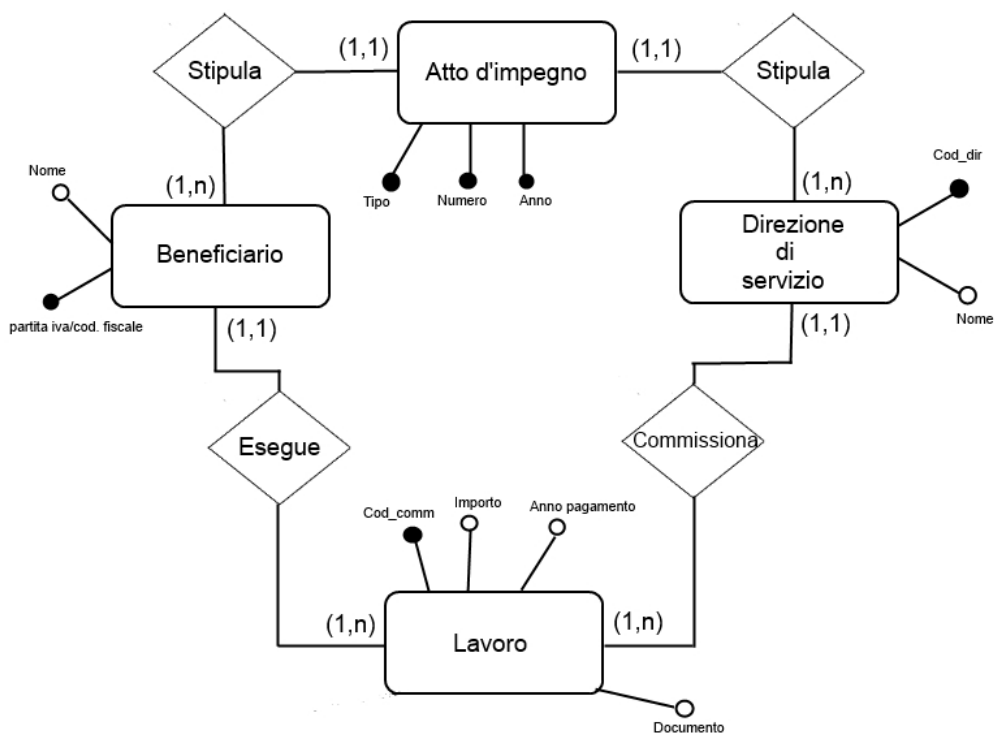 (1,1)
(1,1)
Stipula
Atto d'impegno
Stipula
Nome
(1,n)
Tipo
Numero
Anno
(1,n)
Cod_dir
Beneficiario
Direzione
di
servizio
partita iva/cod. fiscale
(1,1)
(1,1)
Nome
Esegue
Commissiona
Cod_comm
Importo
Anno pagamento
(1,n)
Lavoro
(1,n)
Documento